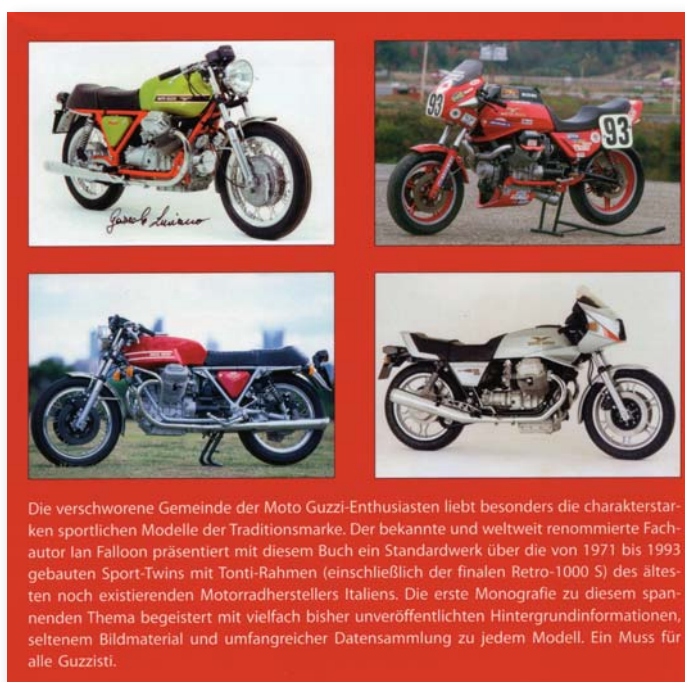 MOTO GUZZI
93
93
Die verschworene Gemeinde der Moto Guzzi-Enthusiasten liebt besonders die charakterstar-
ken sportlichen Modelle der Traditionsmarke. Der bekannte und weltweit renommierte Fach-
autor Ian Falloon präsentiert mit diesem Buch ein Standardwerk über die von 1971 bis 1993
gebauten Sport-Twins mit Tonti-Rahmen (einschließlich der finalen Retro-1000 S) des ältes-
ten noch existierenden Motorradherstellers Italiens. Die erste Monografie zu diesem span-
nenden Thema begeistert mit vielfach bisher unveröffentlichten Hintergrundinformationen,
seltenem Bildmaterial und umfangreicher Datensammlung zu jedem Modell. Ein Muss für
alle Guzzisti.